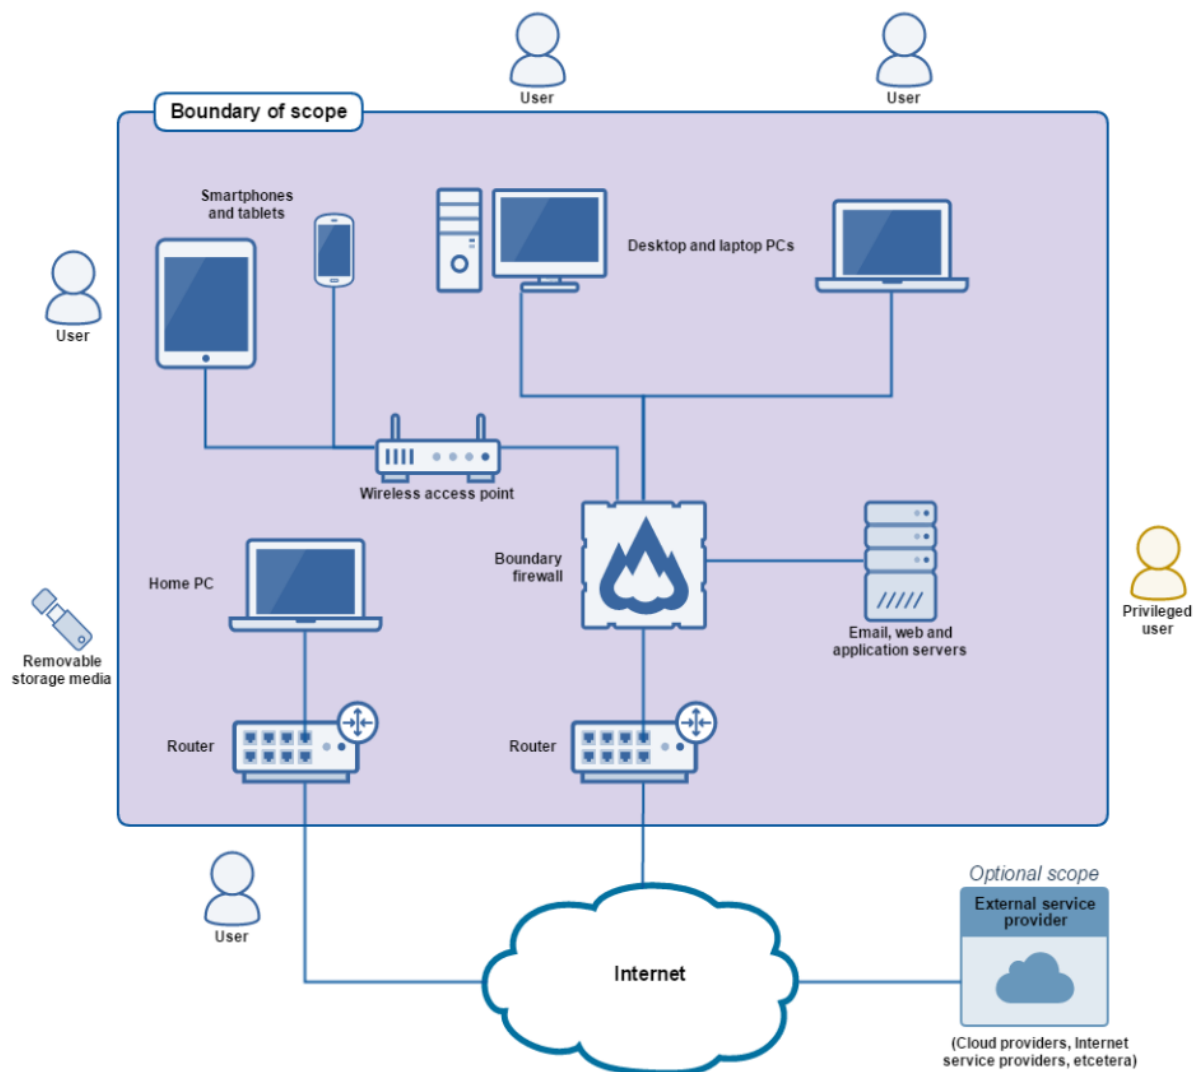 User
User
Boundary of scope
Smartphones
and tablets
Desktop and laptop PCs
User
Wireless access point
Boundary
firewall
Home PC
Email, web and
application servers
Privileged
user
Removable
storage media
Router
Router
User
Optional scope
External service
provider
Internet
(Cloud providers, Internet
service providers, etcetera)